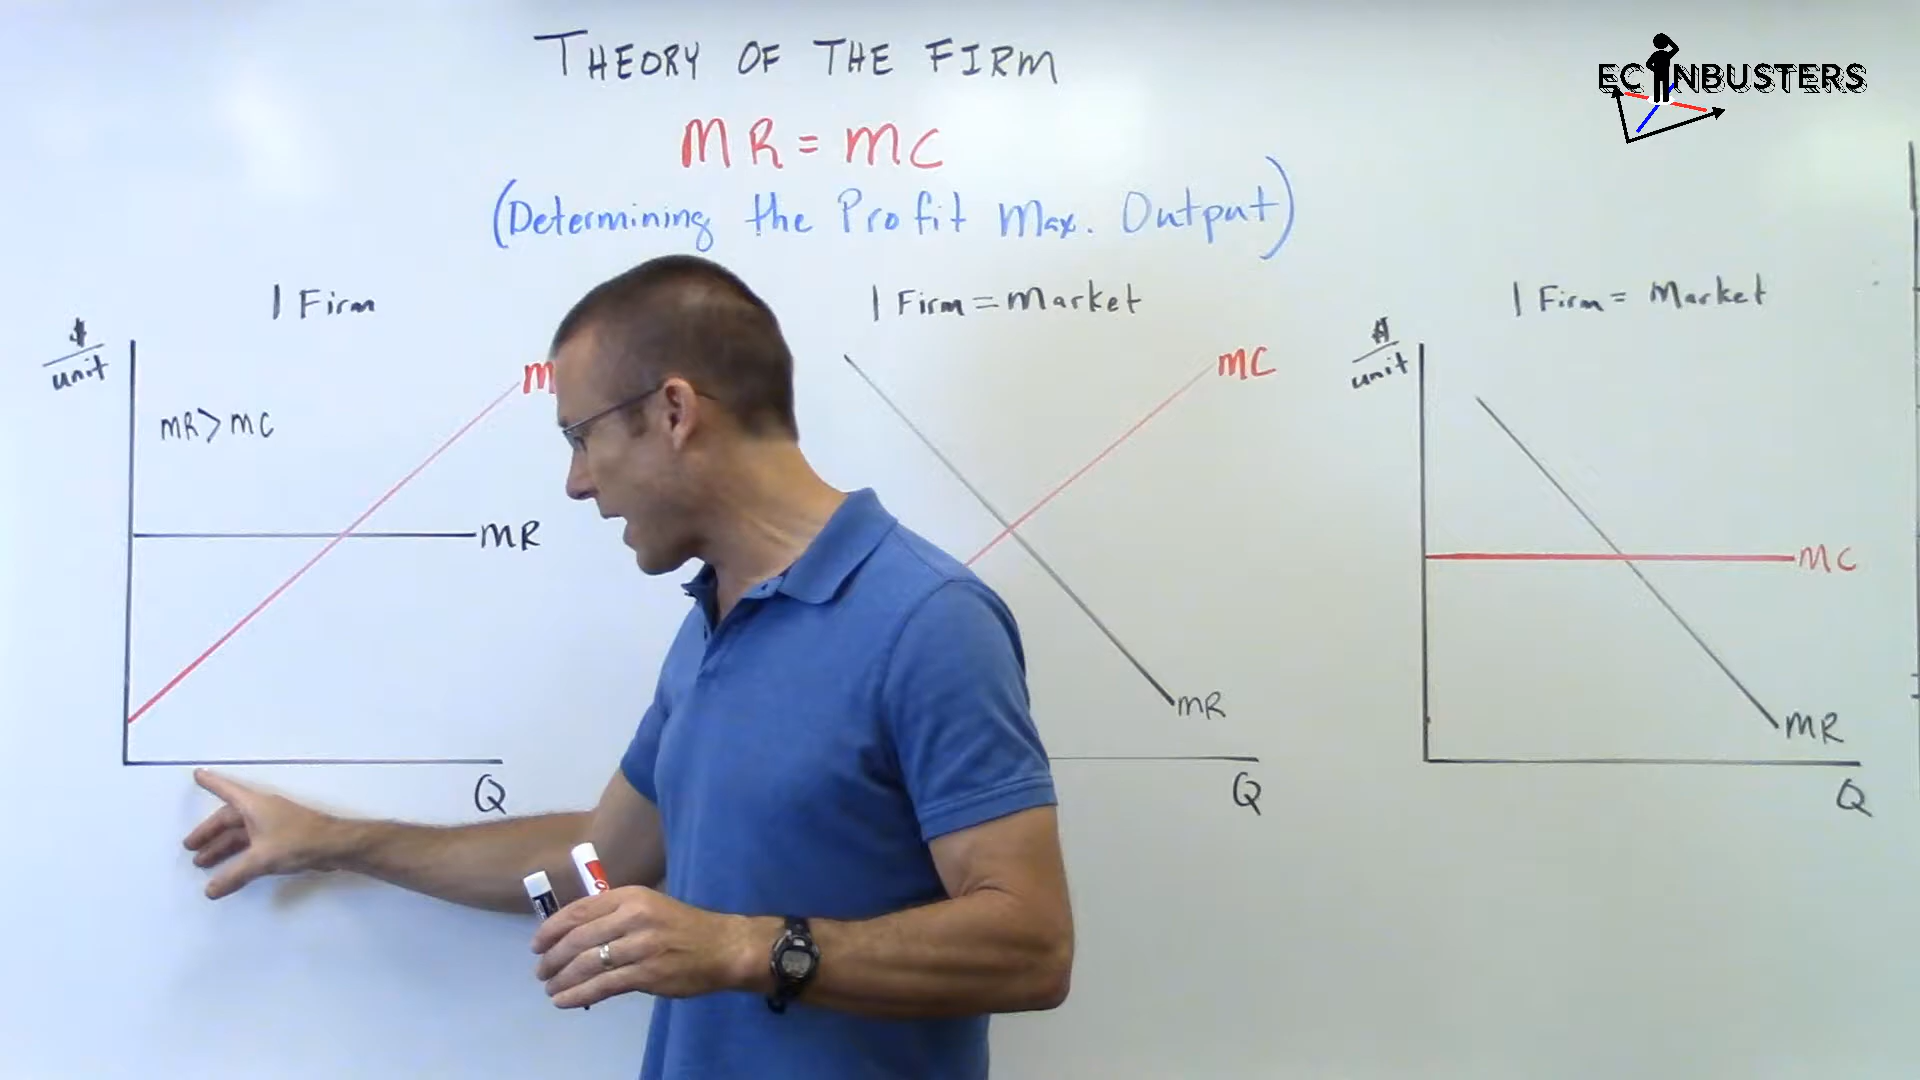 THEORY OF THE FIRM
ECONBUSTERS
MR = MC
(Determining the Profit Max. Output)
1 Firm
1 Firm = Market
1 Firm = Market
$/unit
MR > MC
MR
Q
MC
MR
Q
$/unit
MC
MR
Q